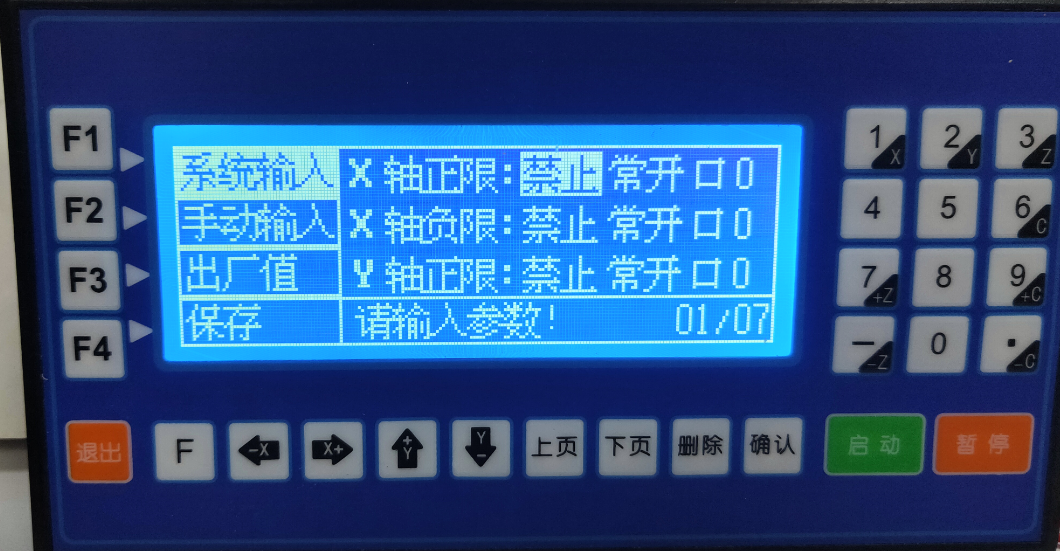 F1
F2
F3
F4
系统输入 X 轴正限: 禁止 常开 口 0
手动输入 X 轴负限: 禁止 常开 口 0
出厂值 Y 轴正限: 禁止 常开 口 0
保存 请输入参数! 01/07
1 X 2 Y 3 Z
4 5 6 C
7 +Z 8 9 +C
− −Z 0 . −C
退出 F -X X+ +Y Y- 上页 下页 删除 确认 启动 暂停